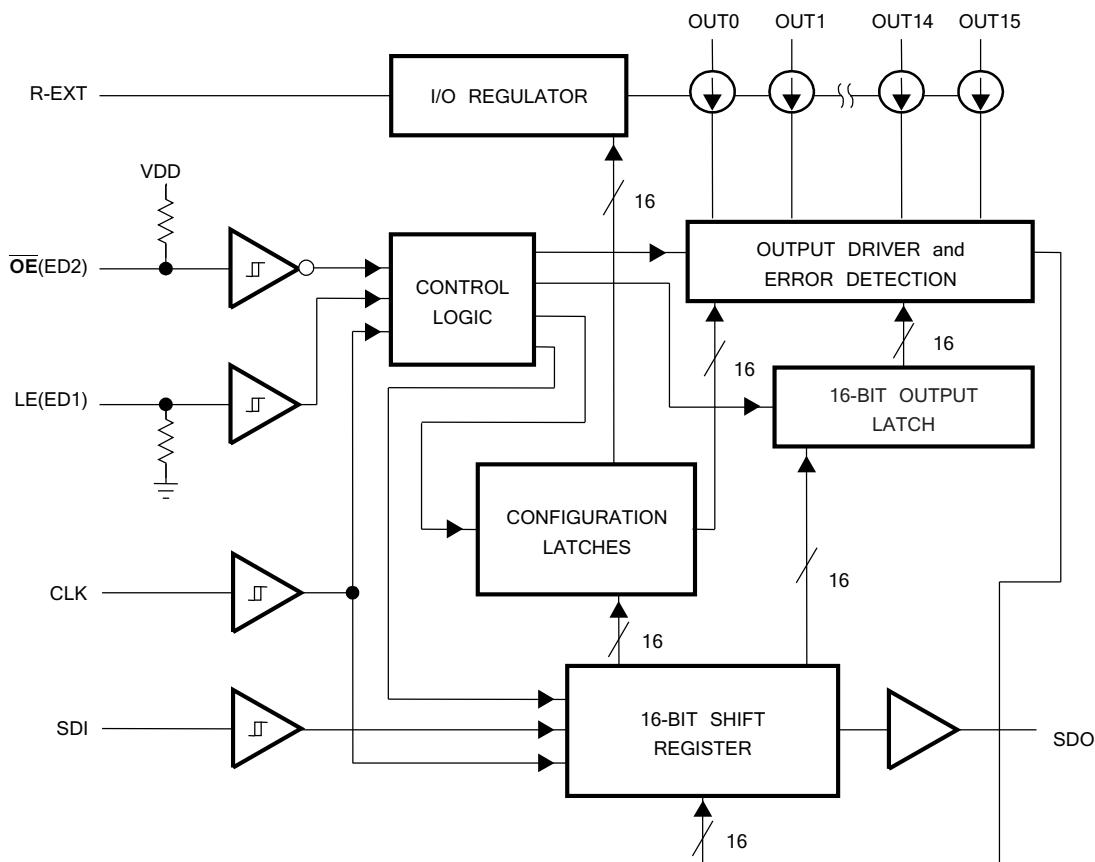 OUT0 OUT1 OUT14 OUT15
R-EXT
I/O REGULATOR
VDD
16
OE(ED2)
CONTROL
LOGIC
OUTPUT DRIVER and
ERROR DETECTION
16
16
LE(ED1)
16-BIT OUTPUT
LATCH
CONFIGURATION
LATCHES
CLK
16
16
SDI
16-BIT SHIFT
REGISTER
SDO
16